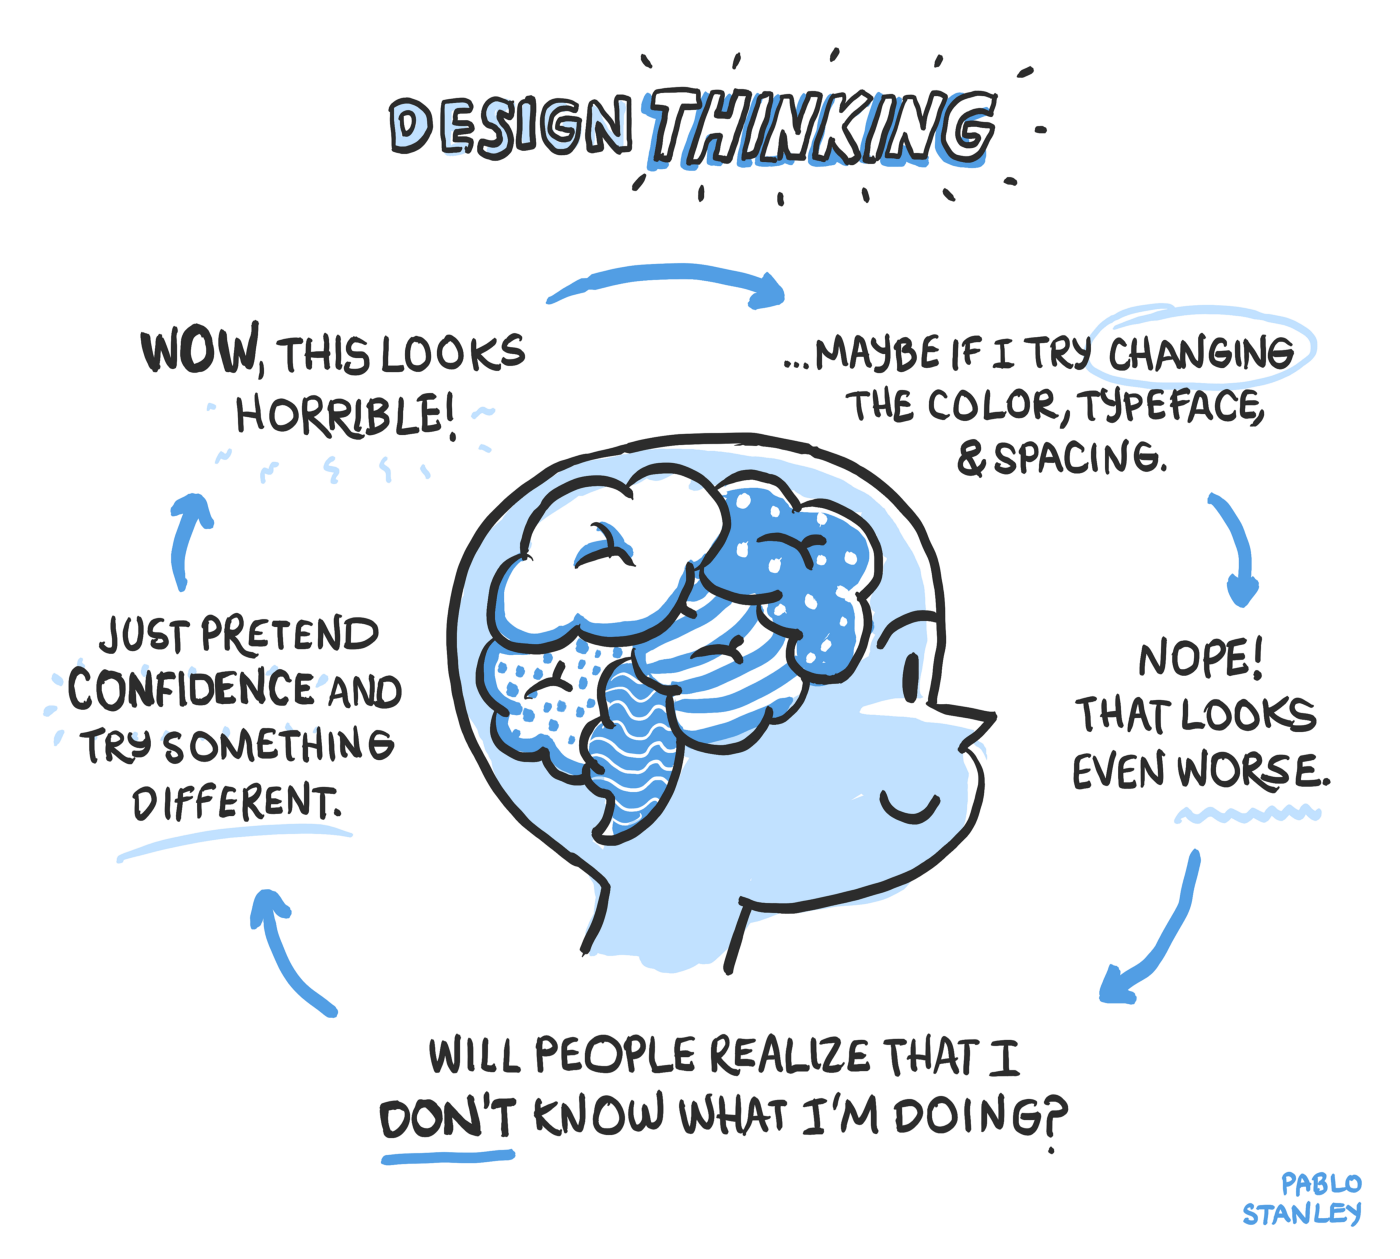 DESIGN THINKING
WOW, THIS LOOKS
HORRIBLE!
...MAYBE IF I TRY CHANGING
THE COLOR, TYPEFACE,
& SPACING.
NOPE!
THAT LOOKS
EVEN WORSE.
WILL PEOPLE REALIZE THAT I
DON'T KNOW WHAT I'M DOING?
JUST PRETEND
CONFIDENCE AND
TRY SOMETHING
DIFFERENT.
PABLO
STANLEY